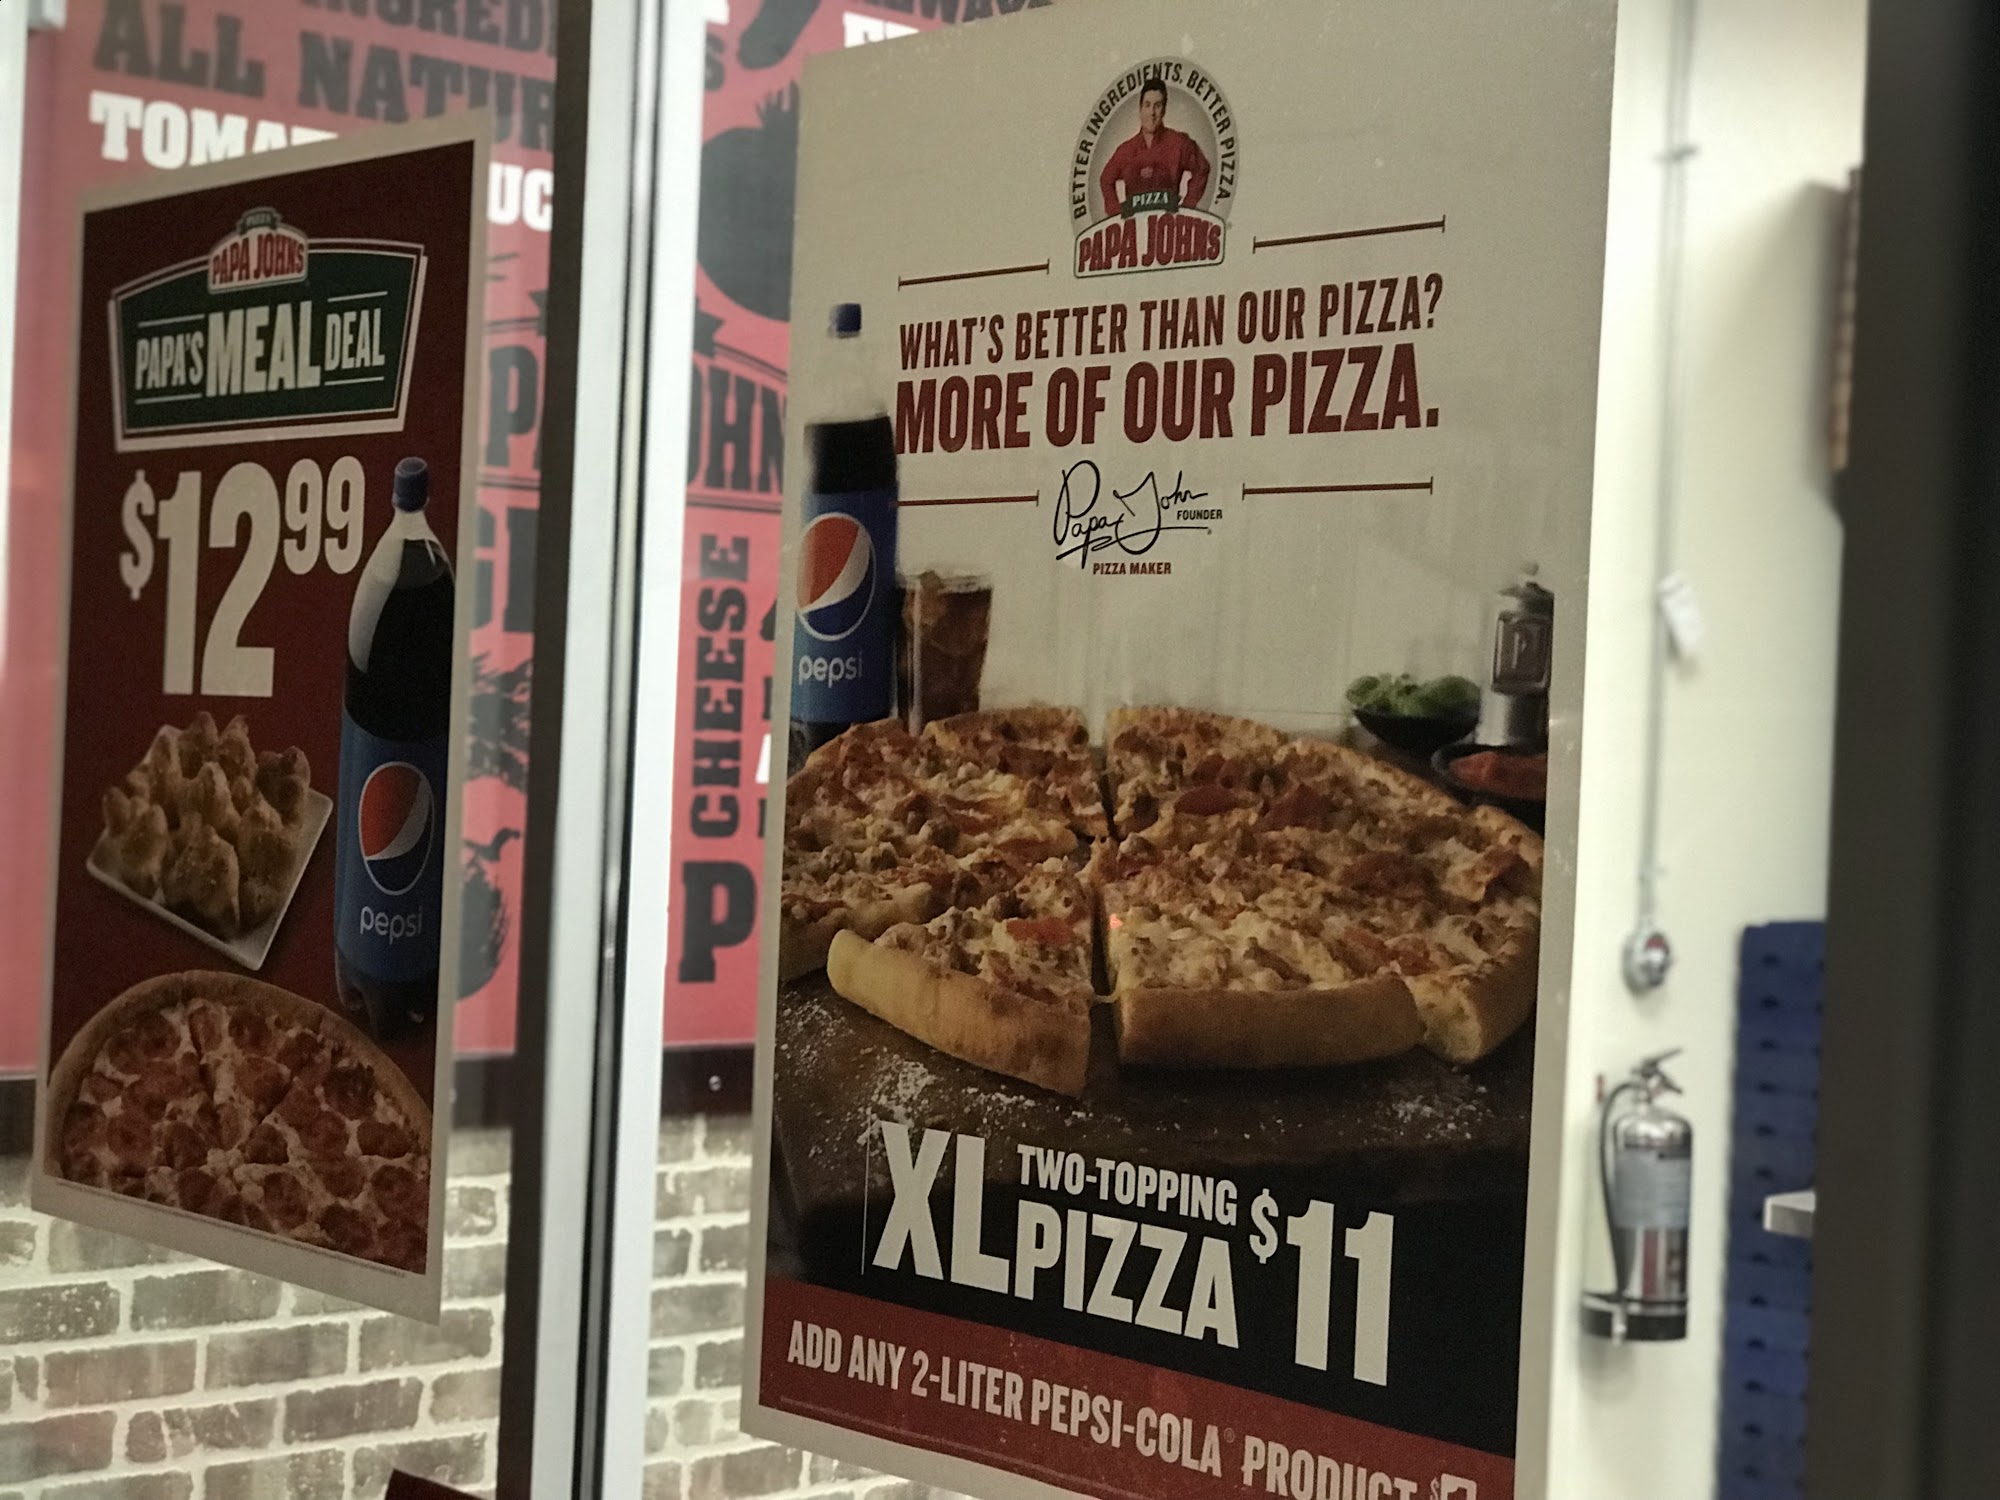 ALL
TOMA
UC
CHEESE
P
PIZZA
PAPA JOHNS
PAPA'S MEAL DEAL
$12.99
pepsi
BETTER INGREDIENTS. BETTER PIZZA.
PIZZA
PAPA JOHNS
WHAT'S BETTER THAN OUR PIZZA?
MORE OF OUR PIZZA.
Papa John
FOUNDER
PIZZA MAKER
pepsi
XL TWO-TOPPING
PIZZA $11
ADD ANY 2-LITER PEPSI-COLA® PRODUCT